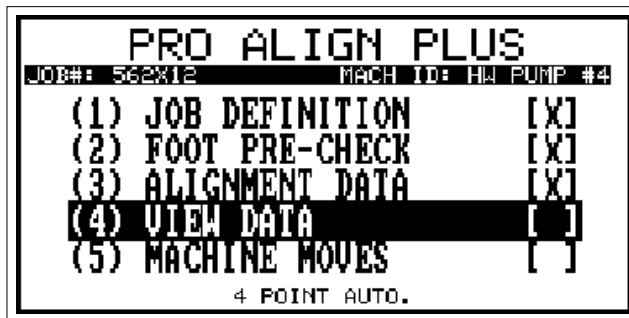 PRO ALIGN PLUS
JOB#: 562X12 MACH ID: HW PUMP #4
(1) JOB DEFINITION [X]
(2) FOOT PRE-CHECK [X]
(3) ALIGNMENT DATA [X]
(4) VIEW DATA [ ]
(5) MACHINE MOVES [ ]
4 POINT AUTO.